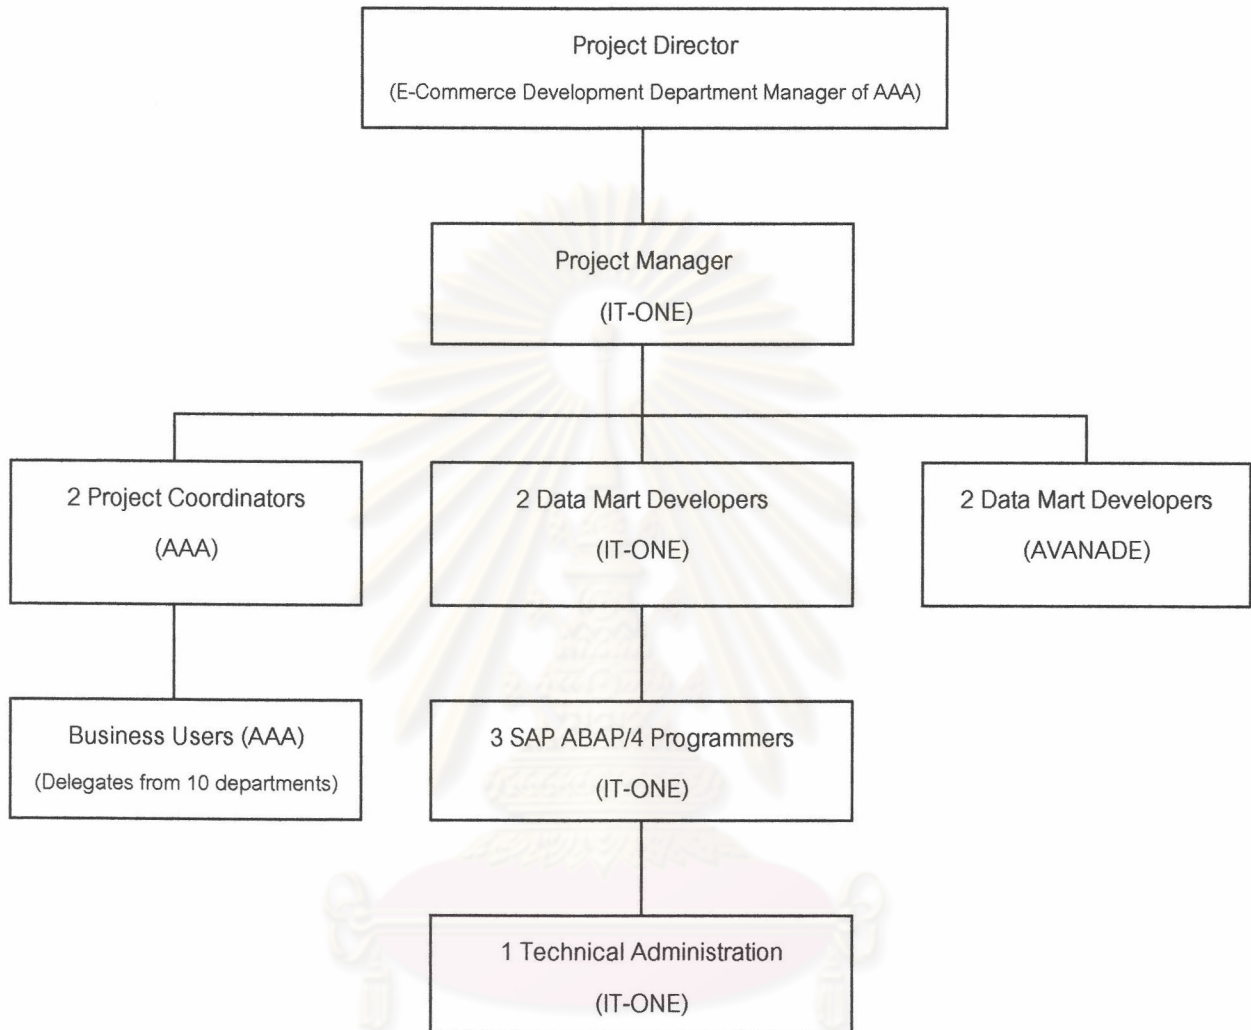 Project Director
(E-Commerce Development Department Manager of AAA)
Project Manager
(IT-ONE)
2 Project Coordinators
(AAA)
2 Data Mart Developers
(IT-ONE)
2 Data Mart Developers
(AVANADE)
Business Users (AAA)
(Delegates from 10 departments)
3 SAP ABAP/4 Programmers
(IT-ONE)
1 Technical Administration
(IT-ONE)